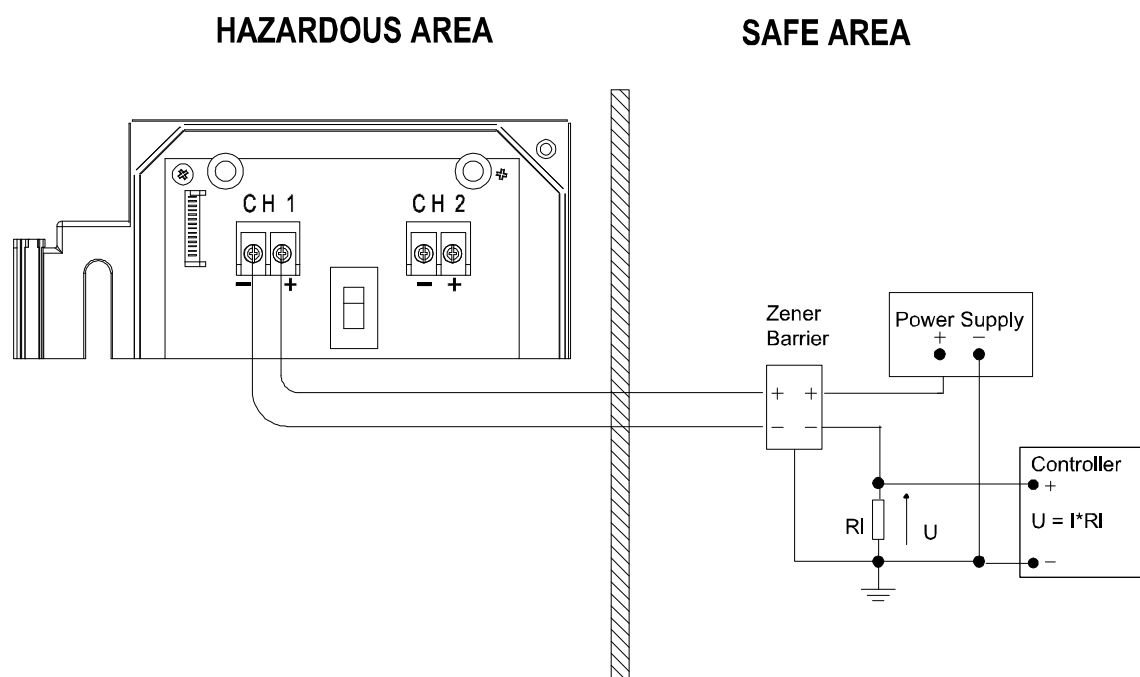 HAZARDOUS AREA
SAFE AREA
CH 1
CH 2
- +
- +
Zener
Barrier
Power Supply
+ -
+ +
- -
Controller
+
U = I*RI
-
RI
U